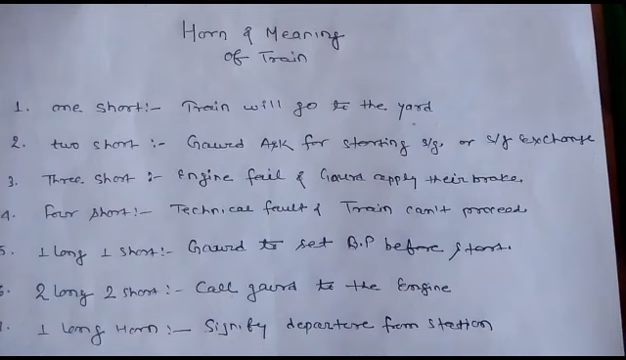 Horn & Meaning
of Train
1. one short:- Train will go to the yard
2. two short :- Gaurd Ask for starting s/g. or s/g exchange
3. Three short :- Engine fail & Gaurd apply their brake.
4. Four short:- Technical fault & Train can't proceed
5. 1 long 1 short:- Gaurd to set B.P before start.
2 long 2 short:- Call gaurd to the Engine
1 long Horn :- Signify departure from station